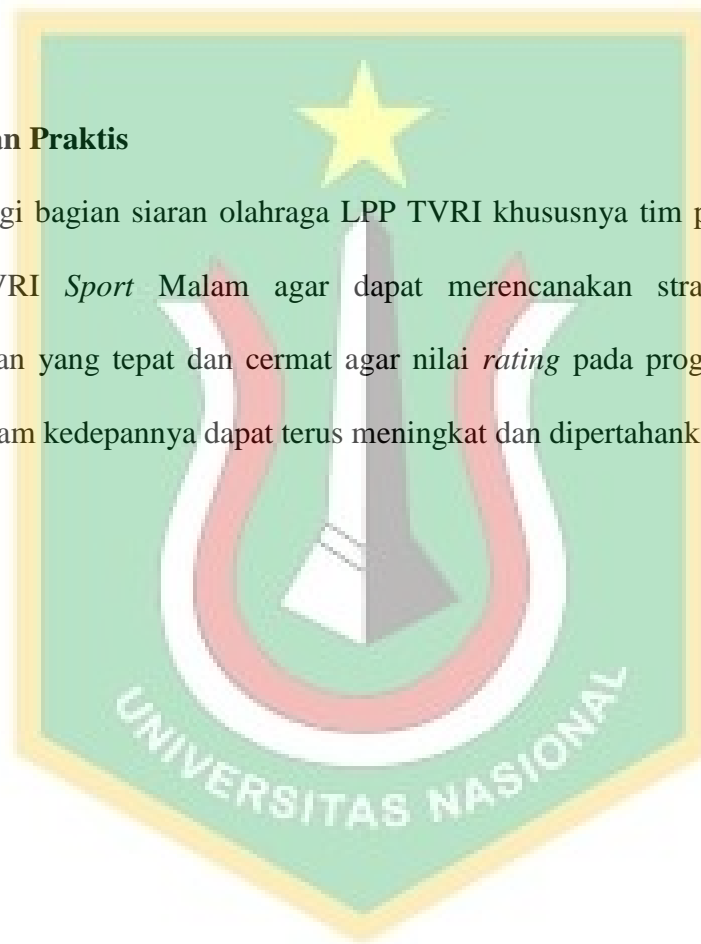 an Praktis
gi bagian siaran olahraga LPP TVRI khususnya tim p
VRI Sport Malam agar dapat merencanakan stra
an yang tepat dan cermat agar nilai rating pada prog
am kedepannya dapat terus meningkat dan dipertahank
UNIVERSITAS NASIONAL